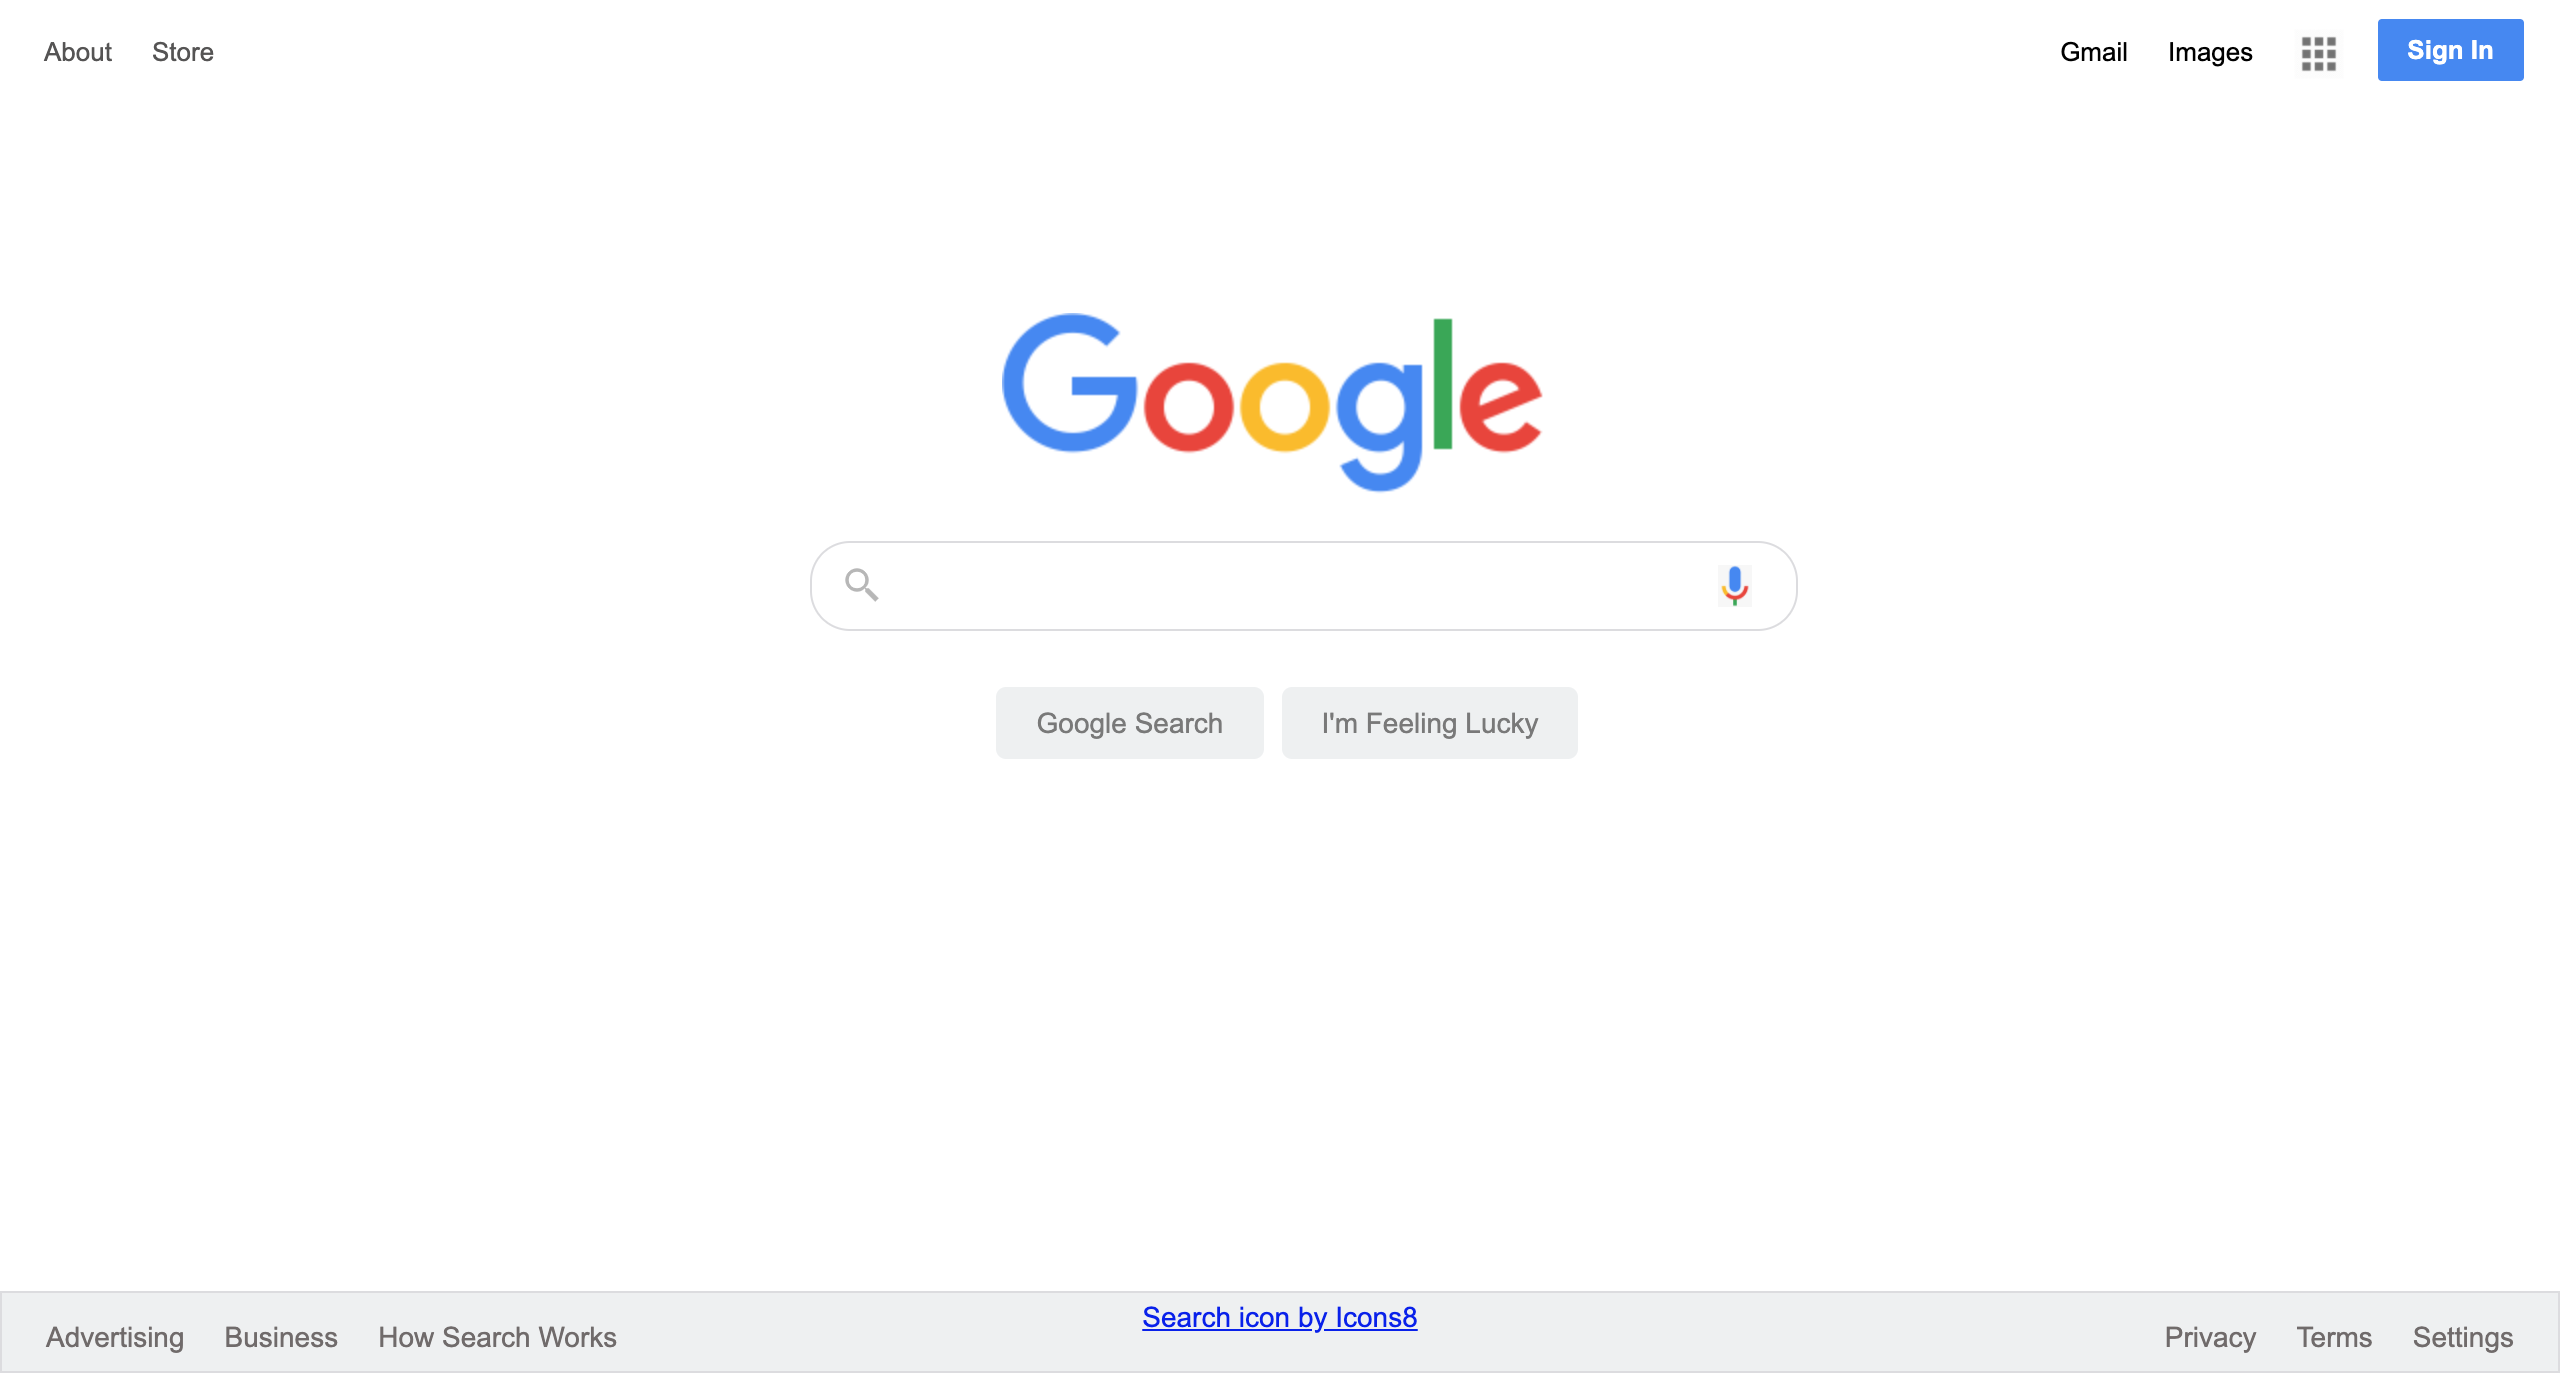 About Store Gmail Images Sign In
Google
Google Search I'm Feeling Lucky
Search icon by Icons8
Advertising Business How Search Works Privacy Terms Settings